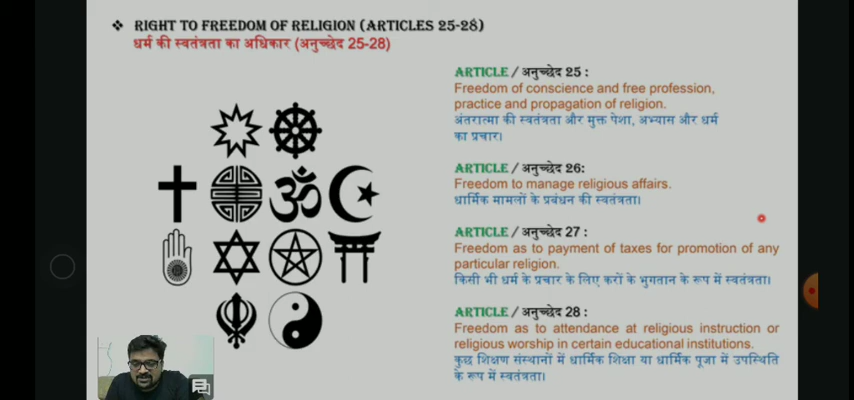 ❖ RIGHT TO FREEDOM OF RELIGION (ARTICLES 25-28)
धर्म की स्वतंत्रता का अधिकार (अनुच्छेद 25-28)
ARTICLE / अनुच्छेद 25 :
Freedom of conscience and free profession,
practice and propagation of religion.
अंतरात्मा की स्वतंत्रता और मुक्त पेशा, अभ्यास और धर्म
का प्रचार।
ARTICLE / अनुच्छेद 26:
Freedom to manage religious affairs.
धार्मिक मामलों के प्रबंधन की स्वतंत्रता।
ARTICLE / अनुच्छेद 27 :
Freedom as to payment of taxes for promotion of any
particular religion.
किसी भी धर्म के प्रचार के लिए करों के भुगतान के रूप में स्वतंत्रता।
ARTICLE / अनुच्छेद 28 :
Freedom as to attendance at religious instruction or
religious worship in certain educational institutions.
कुछ शिक्षण संस्थानों में धार्मिक शिक्षा या धार्मिक पूजा में उपस्थिति
के रूप में स्वतंत्रता।